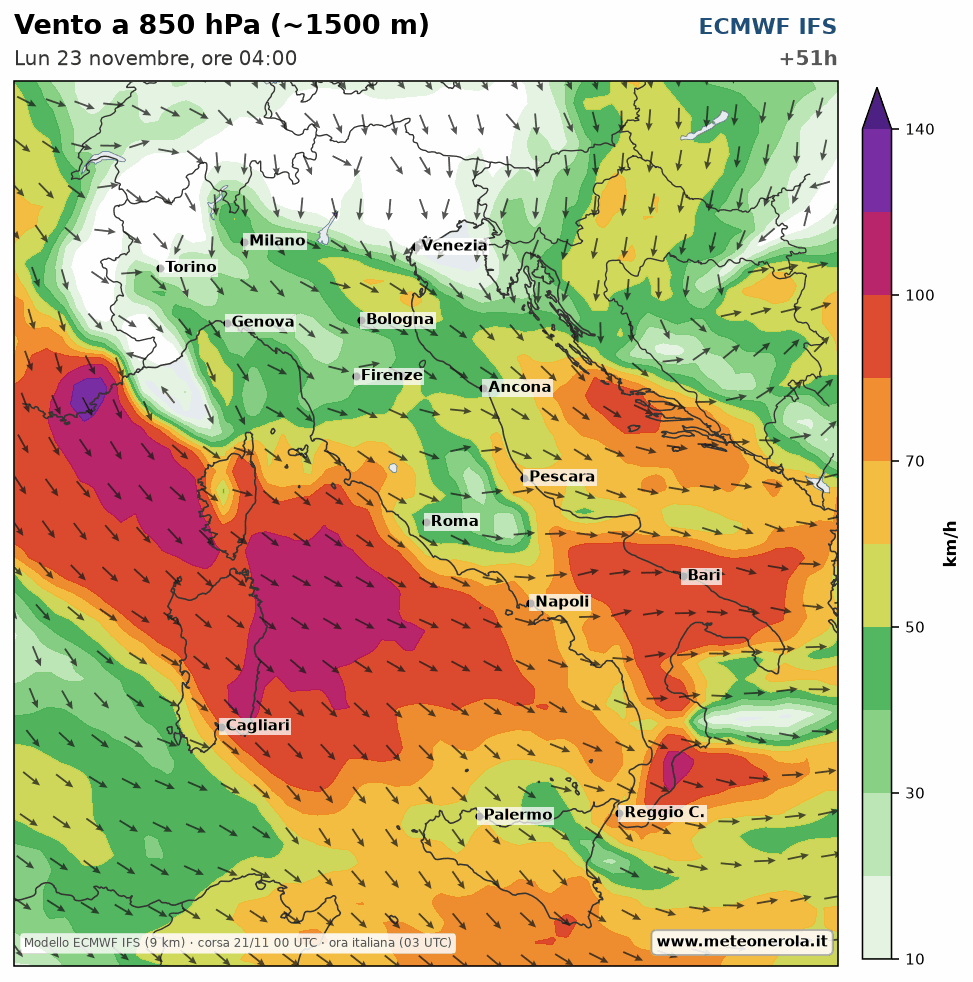 Vento a 850 hPa (~1500 m)
ECMWF IFS
Lun 23 novembre, ore 04:00
+51h
140
Milano
Venezia
Torino
100
Genova
Bologna
Firenze
Ancona
70
Pescara
Roma
km/h
Bari
Napoli
50
Cagliari
30
Palermo
Reggio C.
Modello ECMWF IFS (9 km) · corsa 21/11 00 UTC · ora italiana (03 UTC)
www.meteonerola.it
10